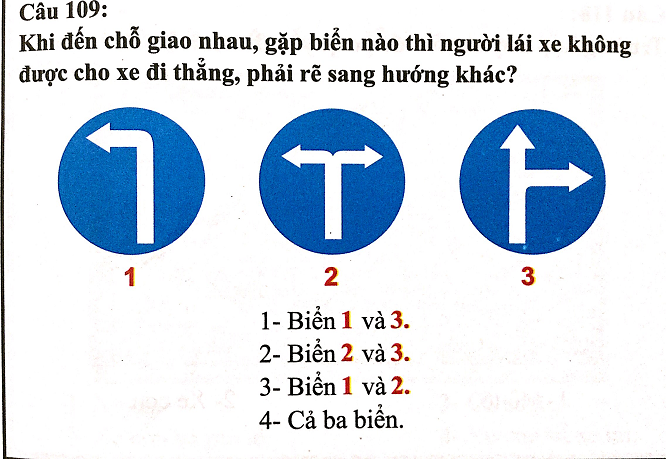 Câu 109:
Khi đến chỗ giao nhau, gặp biển nào thì người lái xe không
được cho xe đi thẳng, phải rẽ sang hướng khác?
1 2 3
1- Biển 1 và 3.
2- Biển 2 và 3.
3- Biển 1 và 2.
4- Cả ba biển.